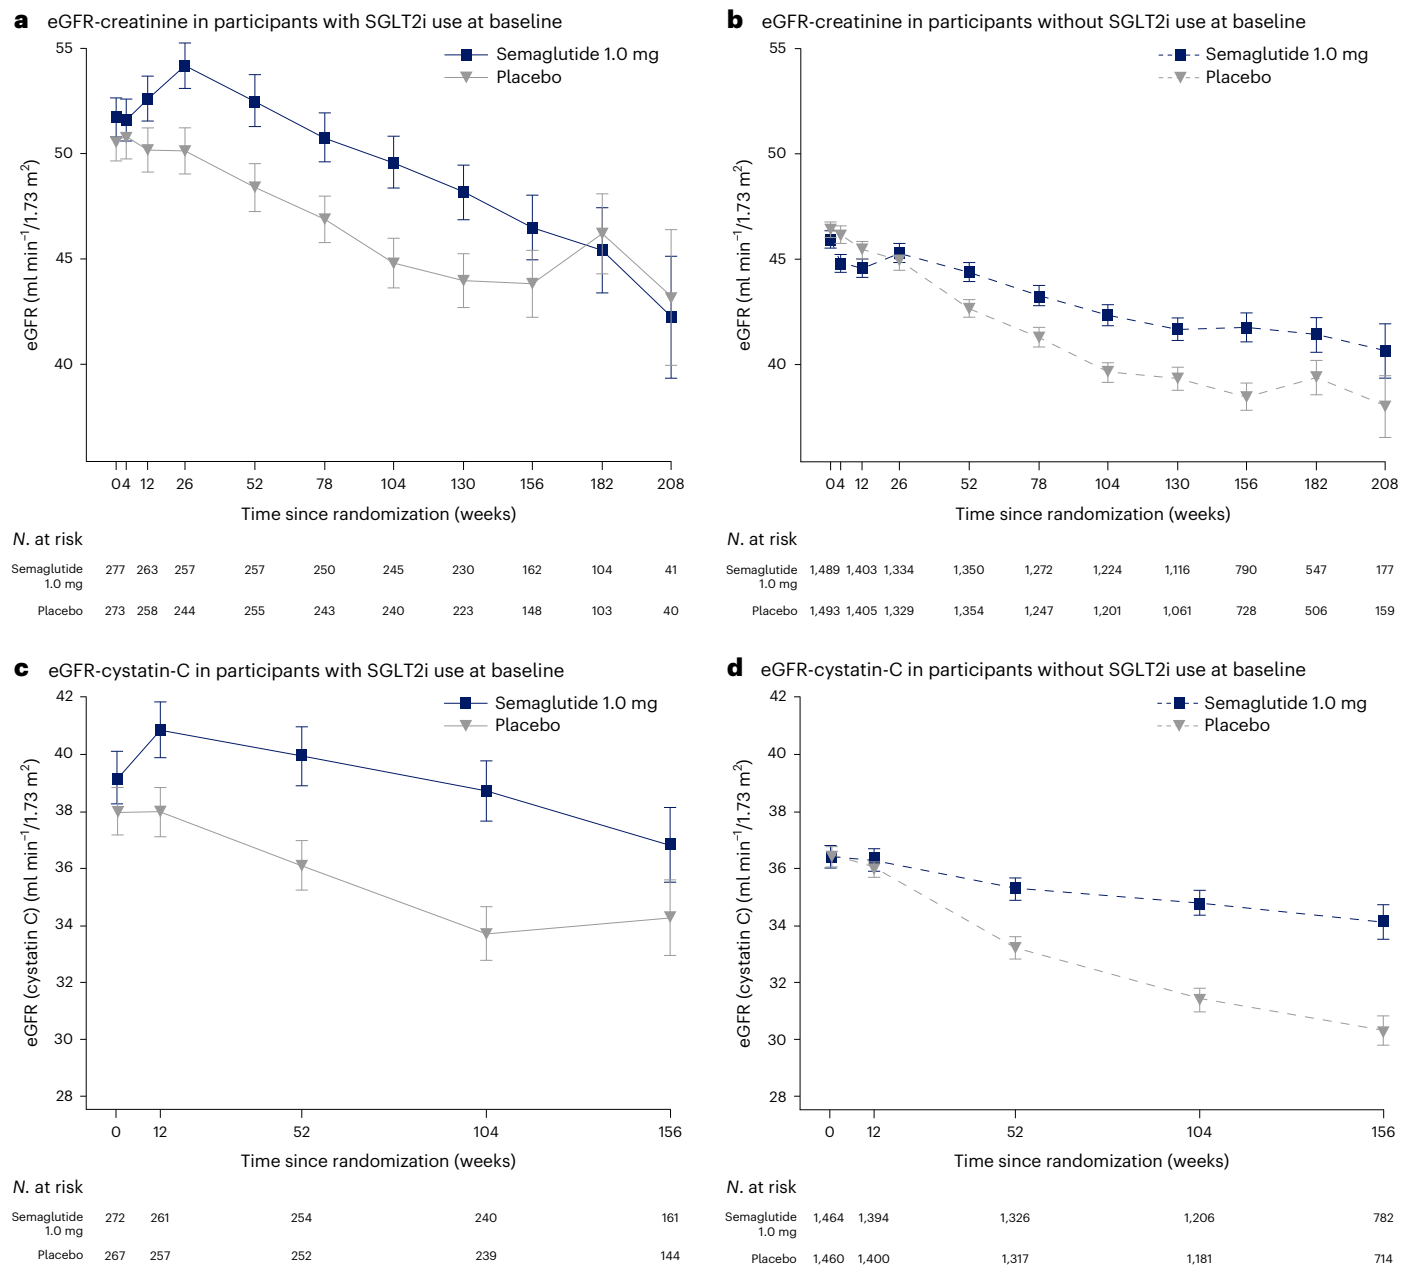 a eGFR-creatinine in participants with SGLT2i use at baseline
Semaglutide 1.0 mg
Placebo
eGFR (ml min−1/1.73 m2)
55
50
45
40
0 4 12 26 52 78 104 130 156 182 208
Time since randomization (weeks)
N. at risk
Semaglutide 1.0 mg 277 263 257 257 250 245 230 162 104 41
Placebo 273 258 244 255 243 240 223 148 103 40
b eGFR-creatinine in participants without SGLT2i use at baseline
Semaglutide 1.0 mg
Placebo
eGFR (ml min−1/1.73 m2)
55
50
45
40
0 4 12 26 52 78 104 130 156 182 208
Time since randomization (weeks)
N. at risk
Semaglutide 1.0 mg 1,489 1,403 1,334 1,350 1,272 1,224 1,116 790 547 177
Placebo 1,493 1,405 1,329 1,354 1,247 1,201 1,061 728 506 159
c eGFR-cystatin-C in participants with SGLT2i use at baseline
Semaglutide 1.0 mg
Placebo
eGFR (cystatin C) (ml min−1/1.73 m2)
42
40
38
36
34
32
30
28
0 12 52 104 156
Time since randomization (weeks)
N. at risk
Semaglutide 1.0 mg 272 261 254 240 161
Placebo 267 257 252 239 144
d eGFR-cystatin-C in participants without SGLT2i use at baseline
Semaglutide 1.0 mg
Placebo
eGFR (cystatin C) (ml min−1/1.73 m2)
42
40
38
36
34
32
30
28
0 12 52 104 156
Time since randomization (weeks)
N. at risk
Semaglutide 1.0 mg 1,464 1,394 1,326 1,206 782
Placebo 1,460 1,400 1,317 1,181 714